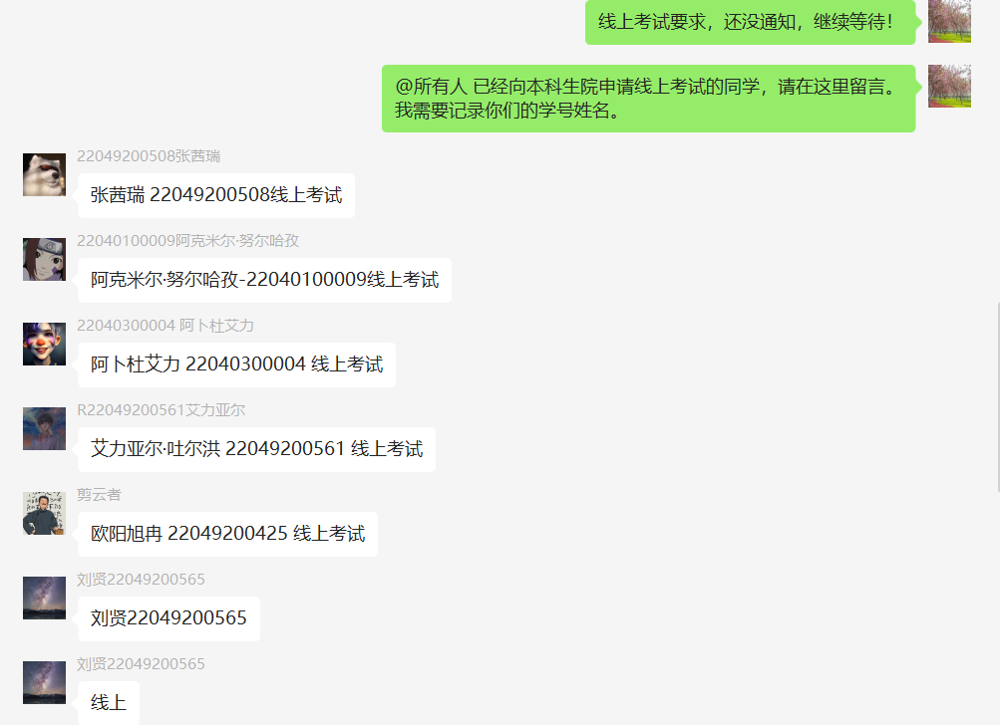 线上考试要求，还没通知，继续等待！
@所有人 已经向本科生院申请线上考试的同学，请在这里留言。
我需要记录你们的学号姓名。
22049200508张茜瑞
张茜瑞 22049200508线上考试
22040100009阿克米尔·努尔哈孜
阿克米尔·努尔哈孜-22040100009线上考试
22040300004 阿卜杜艾力
阿卜杜艾力 22040300004 线上考试
R22049200561艾力亚尔
艾力亚尔·吐尔洪 22049200561 线上考试
剪云者
欧阳旭冉 22049200425 线上考试
刘贤22049200565
刘贤22049200565
刘贤22049200565
线上